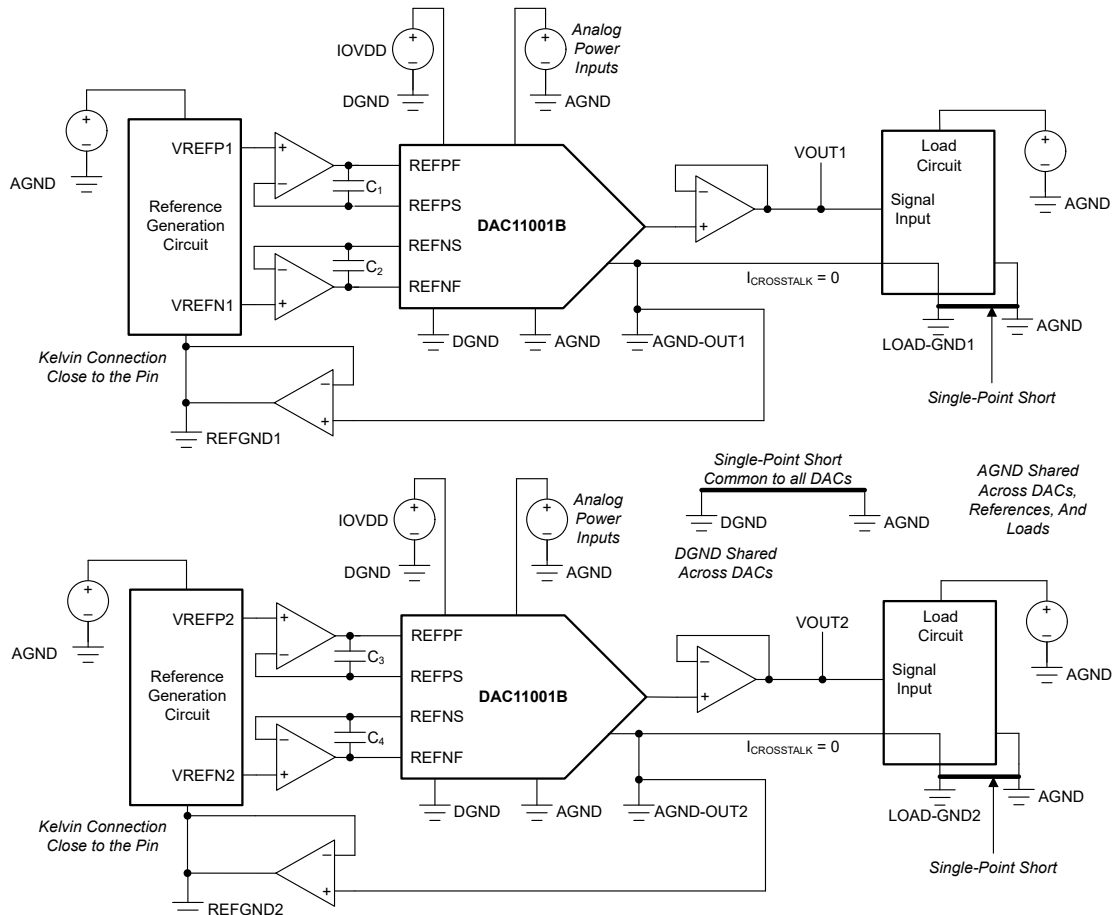 IOVDD
+
−
DGND
+
−
Analog
Power
Inputs
AGND
+
−
AGND
Reference
Generation
Circuit
VREFP1
VREFN1
+
−
−
+
C1
C2
REFPF
REFPS
REFNS
REFNF
DAC11001B
DGND
AGND
AGND-OUT1
−
+
VOUT1
ICROSSTALK = 0
Load
Circuit
Signal
Input
+
−
AGND
AGND
LOAD-GND1
Single-Point Short
Kelvin Connection
Close to the Pin
−
+
REFGND1
Single-Point Short
Common to all DACs
DGND
AGND
DGND Shared
Across DACs
AGND Shared
Across DACs,
References, And
Loads
IOVDD
+
−
DGND
+
−
Analog
Power
Inputs
AGND
+
−
AGND
Reference
Generation
Circuit
VREFP2
VREFN2
+
−
−
+
C3
C4
REFPF
REFPS
REFNS
REFNF
DAC11001B
DGND
AGND
AGND-OUT2
−
+
VOUT2
ICROSSTALK = 0
Load
Circuit
Signal
Input
+
−
AGND
AGND
LOAD-GND2
Single-Point Short
Kelvin Connection
Close to the Pin
−
+
REFGND2